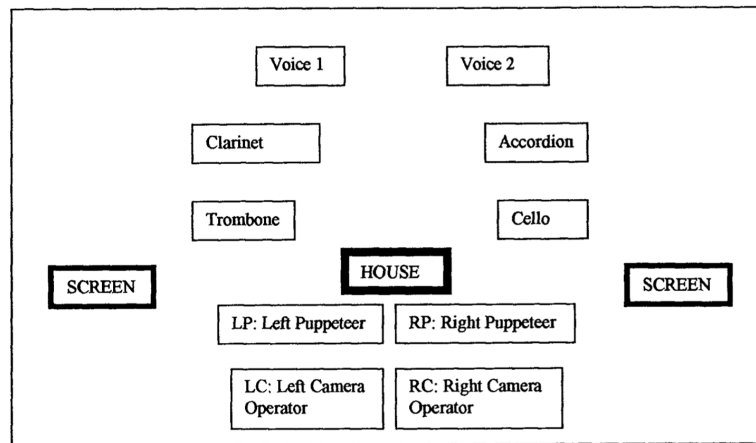 Voice 1
Voice 2
Clarinet
Accordion
Trombone
Cello
HOUSE
SCREEN
SCREEN
LP: Left Puppeteer
RP: Right Puppeteer
LC: Left Camera
Operator
RC: Right Camera
Operator